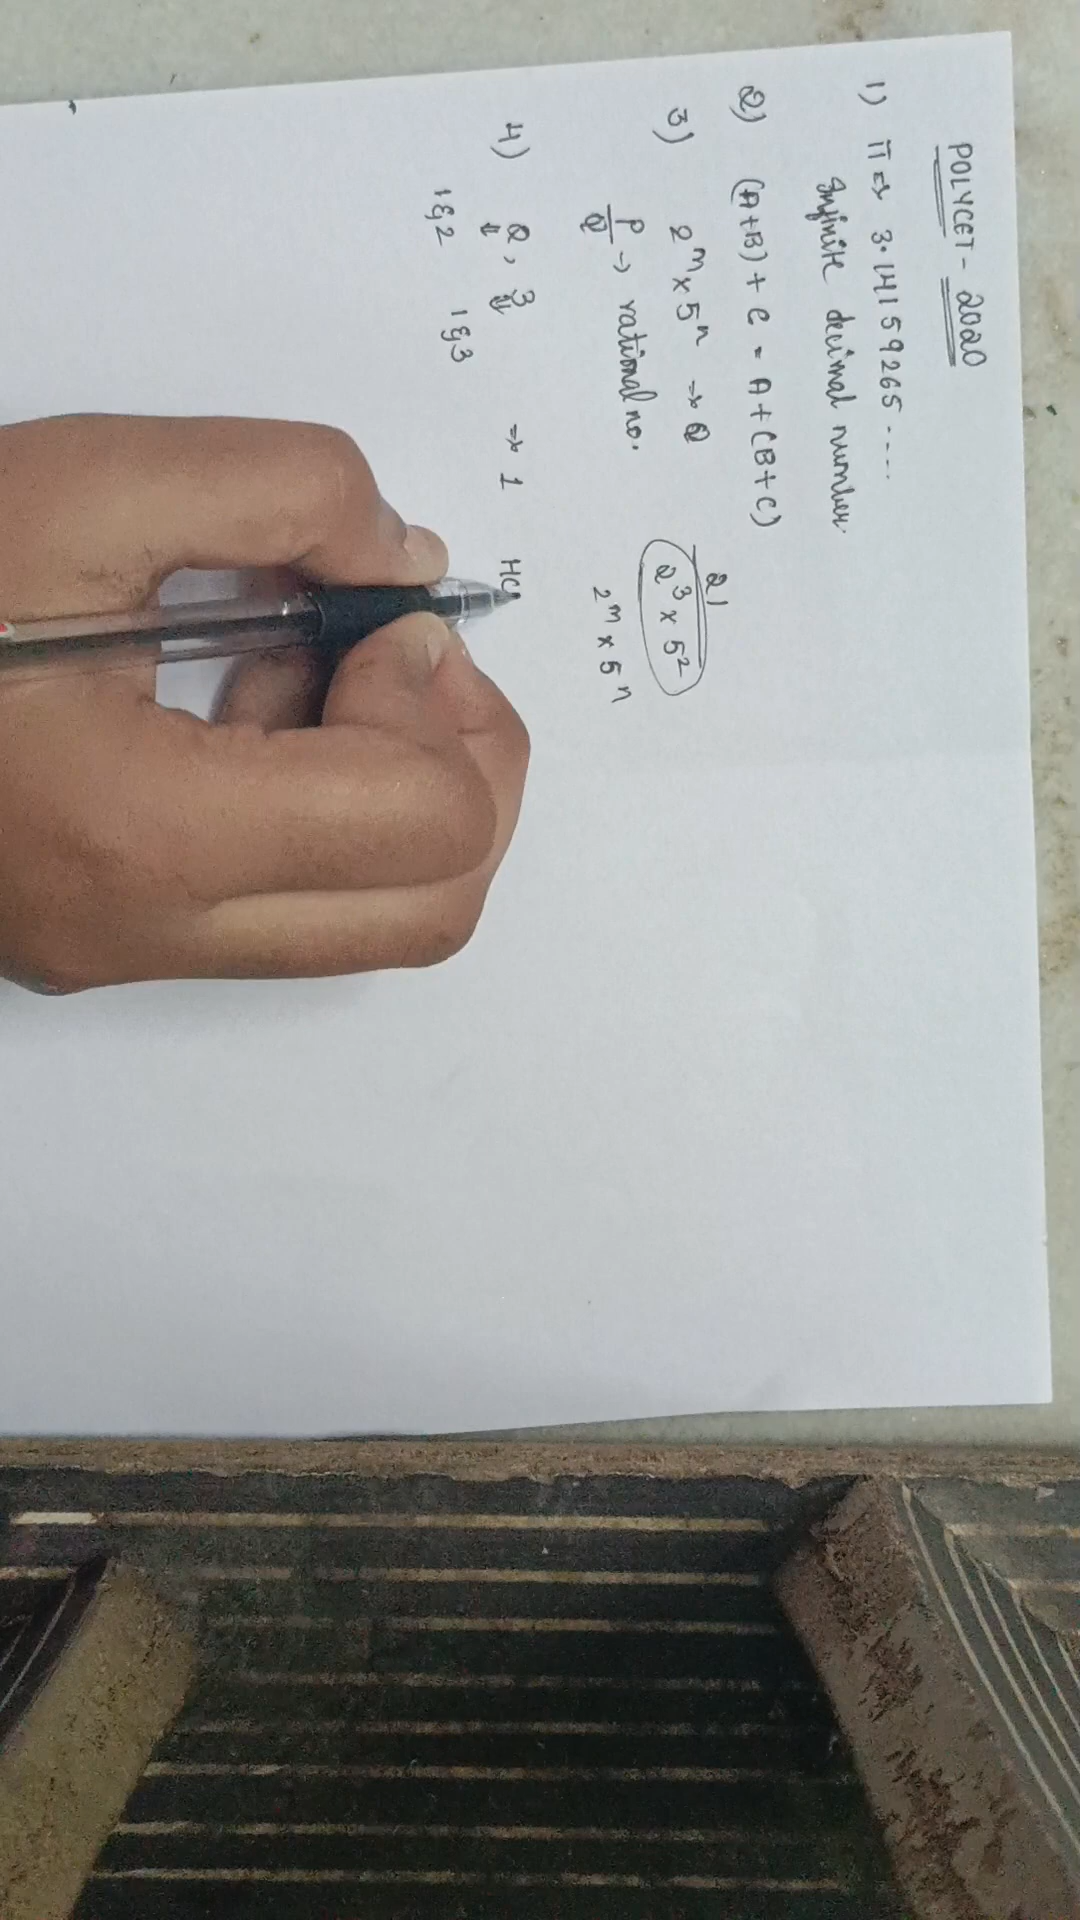 POLYCET - 2020
1) π => 3.14159265....
Infinite decimal number.
2) (A+B) + C = A + (B+C)
3) 2^m x 5^n => Q
21
2^3 x 5^2
P/Q -> rational no.
2^m x 5^n
4) 2, 3 => 1 HC
⇓ ⇓
1&2 1&3